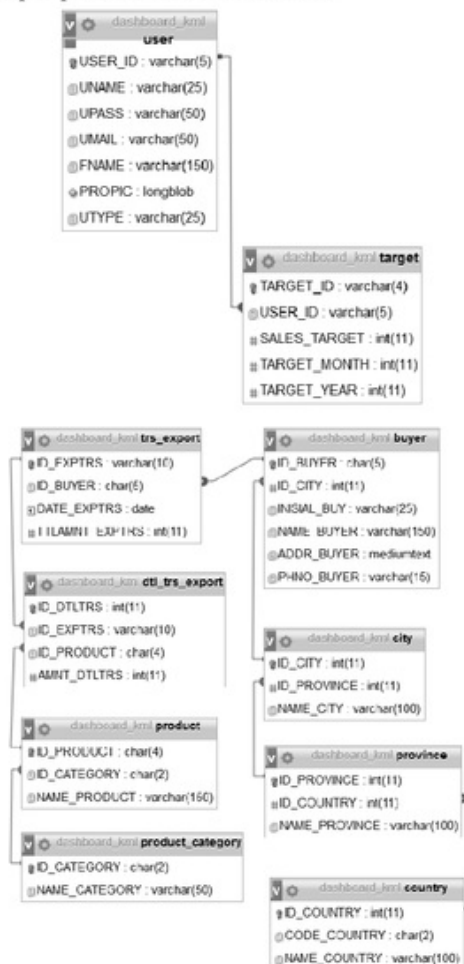 dashboard_kml user
USER_ID : varchar(5)
UNAME : varchar(25)
UPASS : varchar(50)
UMAIL : varchar(50)
FNAME : varchar(150)
PROPIC : longblob
UTYPE : varchar(25)
dashboard_kml target
TARGET_ID : varchar(4)
USER_ID : varchar(5)
SALES_TARGET : int(11)
TARGET_MONTH : int(11)
TARGET_YEAR : int(11)
dashboard_kml trs_export
ID_EXPTRS : varchar(10)
ID_BUYER : char(5)
DATE_EXPTRS : date
TTLAMNT_EXPTRS : int(11)
dashboard_kml buyer
ID_BUYER : char(5)
ID_CITY : int(11)
INSIAL_BUY : varchar(25)
NAME_BUYER : varchar(150)
ADDR_BUYER : mediumtext
PHNO_BUYER : varchar(15)
dashboard_kml dtl_trs_export
ID_DTLTRS : int(11)
ID_EXPTRS : varchar(10)
ID_PRODUCT : char(4)
AMNT_DTLTRS : int(11)
dashboard_kml city
ID_CITY : int(11)
ID_PROVINCE : int(11)
NAME_CITY : varchar(100)
dashboard_kml product
ID_PRODUCT : char(4)
ID_CATEGORY : char(2)
NAME_PRODUCT : varchar(150)
dashboard_kml province
ID_PROVINCE : int(11)
ID_COUNTRY : int(11)
NAME_PROVINCE : varchar(100)
dashboard_kml product_category
ID_CATEGORY : char(2)
NAME_CATEGORY : varchar(50)
dashboard_kml country
ID_COUNTRY : int(11)
CODE_COUNTRY : char(2)
NAME_COUNTRY : varchar(100)